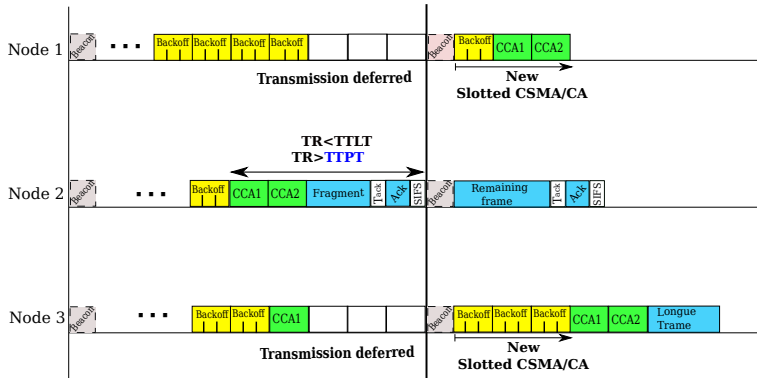 Beacon
Backoff
Backoff
Backoff
Backoff
Beacon
Backoff
CCA1
CCA2
Node 1
Transmission deferred
New
Slotted CSMA/CA
TR<TTLT
TR>TTPT
Node 2
Beacon
Backoff
CCA1
CCA2
Fragment
Tack
Ack
SIFS
Beacon
Remaining
frame
Tack
Ack
SIFS
Node 3
Beacon
Backoff
Backoff
CCA1
Beacon
Backoff
Backoff
Backoff
CCA1
CCA2
Longue
Trame
Transmission deferred
New
Slotted CSMA/CA